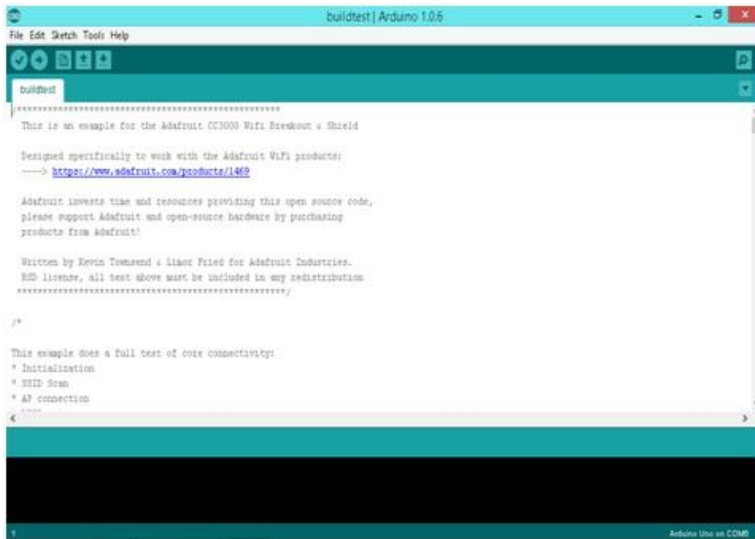 buildtest | Arduino 1.0.6
File Edit Sketch Tools Help
buildtest
/***************************************************
This is an example for the Adafruit CC3000 Wifi Breakout & Shield
Designed specifically to work with the Adafruit WiFi products:
----> https://www.adafruit.com/products/1469
Adafruit invests time and resources providing this open source code,
please support Adafruit and open-source hardware by purchasing
products from Adafruit!
Written by Kevin Townsend & Limor Fried for Adafruit Industries.
BSD license, all text above must be included in any redistribution
****************************************************/
/*
This example does a full test of core connectivity:
* Initialization
* SSID Scan
* AP connection
1
Arduino Uno on COM8